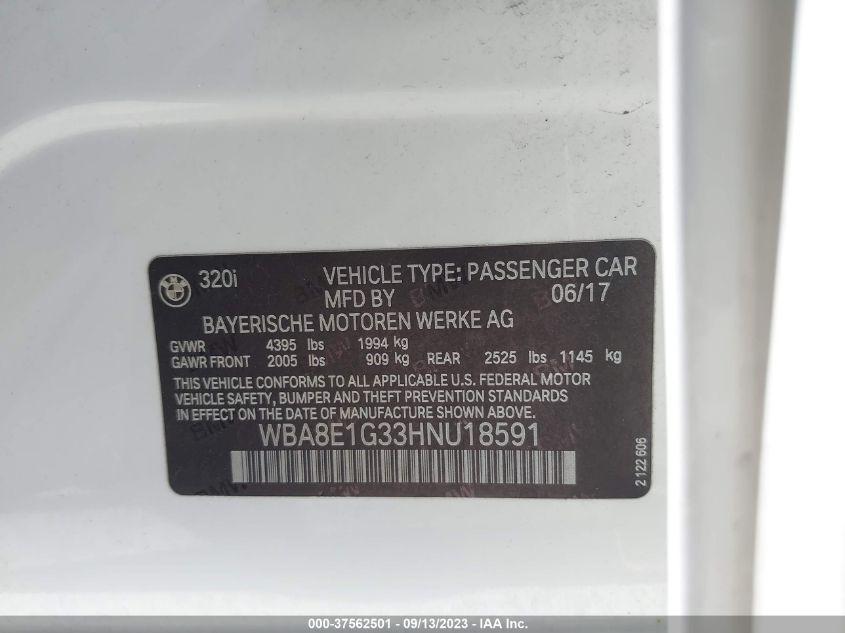 320i VEHICLE TYPE: PASSENGER CAR
MFD BY 06/17
BAYERISCHE MOTOREN WERKE AG
GVWR 4395 lbs 1994 kg
GAWR FRONT 2005 lbs 909 kg REAR 2525 lbs 1145 kg
THIS VEHICLE CONFORMS TO ALL APPLICABLE U.S. FEDERAL MOTOR
VEHICLE SAFETY, BUMPER AND THEFT PREVENTION STANDARDS
IN EFFECT ON THE DATE OF MANUFACTURE SHOWN ABOVE.
WBA8E1G33HNU18591
2 122 606
000-37562501 - 09/13/2023 - IAA Inc.